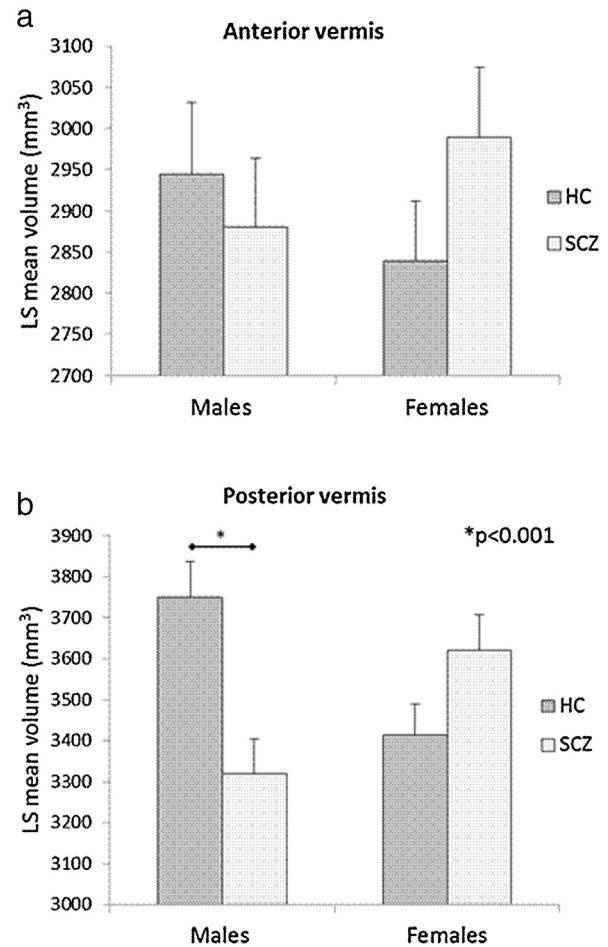 a
Anterior vermis
LS mean volume (mm³)
3100
3050
3000
2950
2900
2850
2800
2750
2700
Males
Females
HC
SCZ
b
Posterior vermis
*p<0.001
*
LS mean volume (mm³)
3900
3800
3700
3600
3500
3400
3300
3200
3100
3000
Males
Females
HC
SCZ